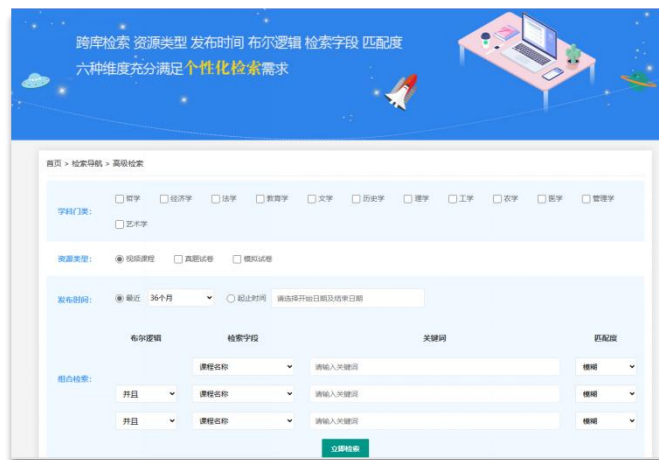 跨库检索 资源类型 发布时间 布尔逻辑 检索字段 匹配度
六种维度充分满足个性化检索需求
首页 > 检索导航 > 高级检索
学科门类: 哲学 经济学 法学 教育学 文学 历史学 理学 工学 农学 医学 管理学
艺术学
资源类型: 视频课程 真题试卷 模拟试卷
发布时间: 最近 36个月 起止时间 请选择开始日期及结束日期
布尔逻辑 检索字段 关键词 匹配度
课程名称 请输入关键词 模糊
组合检索:
并且 课程名称 请输入关键词 模糊
并且 课程名称 请输入关键词 模糊
立即检索